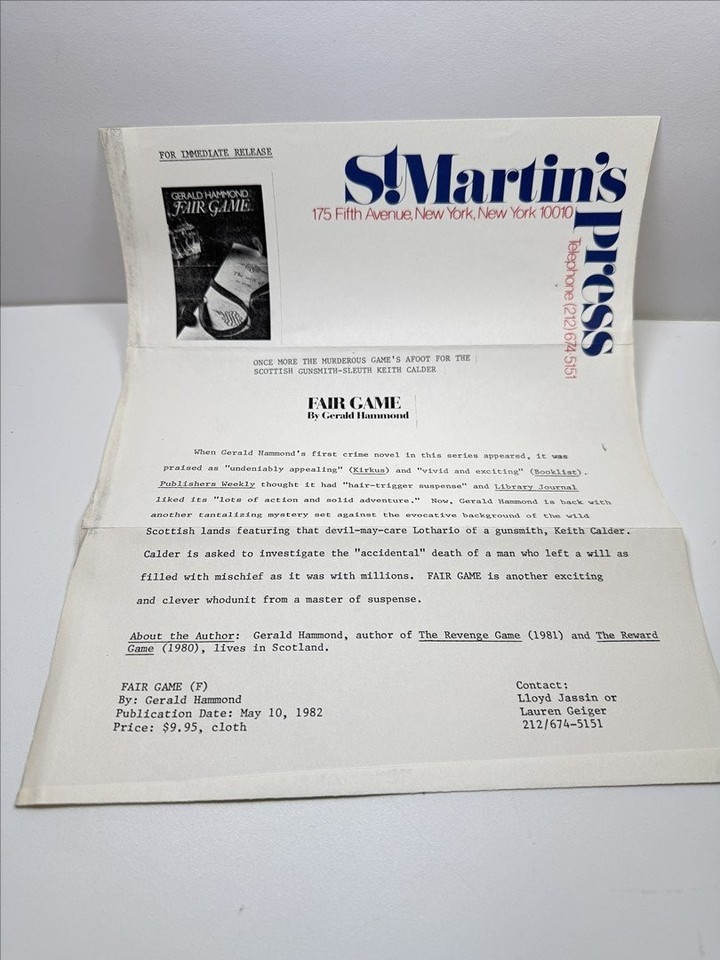 FOR IMMEDIATE RELEASE
St. Martin's
Press
175 Fifth Avenue, New York, New York 10010
Telephone (212) 674-5151
GERALD HAMMOND
FAIR GAME
ONCE MORE THE MURDEROUS GAME'S AFOOT FOR THE
SCOTTISH GUNSMITH-SLEUTH KEITH CALDER
FAIR GAME
By Gerald Hammond
When Gerald Hammond's first crime novel in this series appeared, it was
praised as "undeniably appealing" (Kirkus) and "vivid and exciting" (Booklist).
Publishers Weekly thought it had "hair-trigger suspense" and Library Journal
liked its "lots of action and solid adventure." Now, Gerald Hammond is back with
another tantalizing mystery set against the evocative background of the wild
Scottish lands featuring that devil-may-care Lothario of a gunsmith, Keith Calder.
Calder is asked to investigate the "accidental" death of a man who left a will as
filled with mischief as it was with millions. FAIR GAME is another exciting
and clever whodunit from a master of suspense.
About the Author: Gerald Hammond, author of The Revenge Game (1981) and The Reward
Game (1980), lives in Scotland.
FAIR GAME (F)
By: Gerald Hammond
Publication Date: May 10, 1982
Price: $9.95, cloth
Contact:
Lloyd Jassin or
Lauren Geiger
212/674-5151